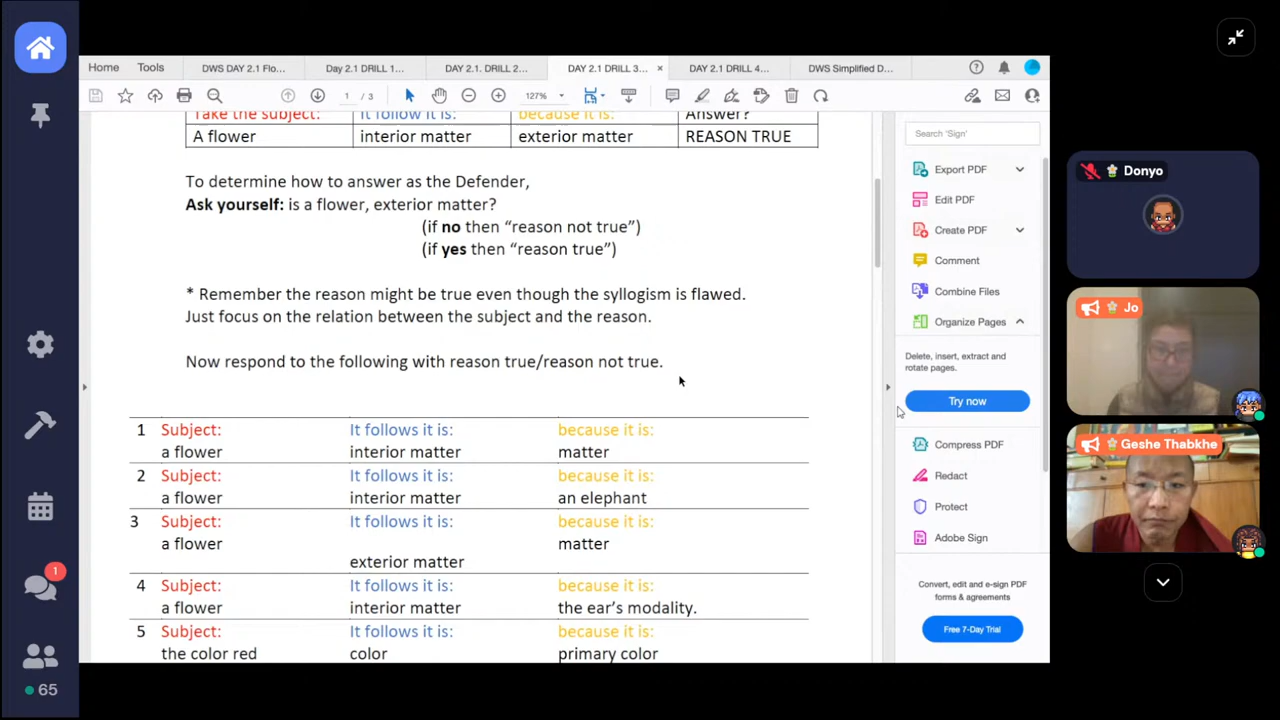 Home Tools DWS DAY 2.1 Flo... Day 2.1 DRILL 1... DAY 2.1. DRILL 2... DAY 2.1 DRILL 3... × DAY 2.1 DRILL 4... DWS Simplified D...
1 / 3 127%
Take the subject: It follow it is: because it is: Answer?
A flower interior matter exterior matter REASON TRUE
To determine how to answer as the Defender,
Ask yourself: is a flower, exterior matter?
(if no then “reason not true”)
(if yes then “reason true”)
* Remember the reason might be true even though the syllogism is flawed.
Just focus on the relation between the subject and the reason.
Now respond to the following with reason true/reason not true.
1 Subject: It follows it is: because it is:
a flower interior matter matter
2 Subject: It follows it is: because it is:
a flower interior matter an elephant
3 Subject: It follows it is: because it is:
a flower matter
exterior matter
4 Subject: It follows it is: because it is:
a flower interior matter the ear’s modality.
5 Subject: It follows it is: because it is:
the color red color primary color
Search 'Sign'
Export PDF
Edit PDF
Create PDF
Comment
Combine Files
Organize Pages
Delete, insert, extract and
rotate pages.
Try now
Compress PDF
Redact
Protect
Adobe Sign
Convert, edit and e-sign PDF
forms & agreements
Free 7-Day Trial
Donyo
Jo
Geshe Thabkhe
1
65